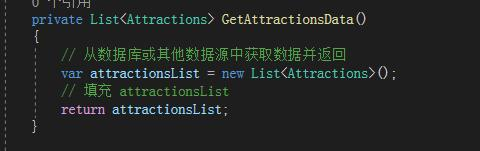 0 个引用
private List<Attractions> GetAttractionsData()
{
// 从数据库或其他数据源中获取数据并返回
var attractionsList = new List<Attractions>();
// 填充 attractionsList
return attractionsList;
}